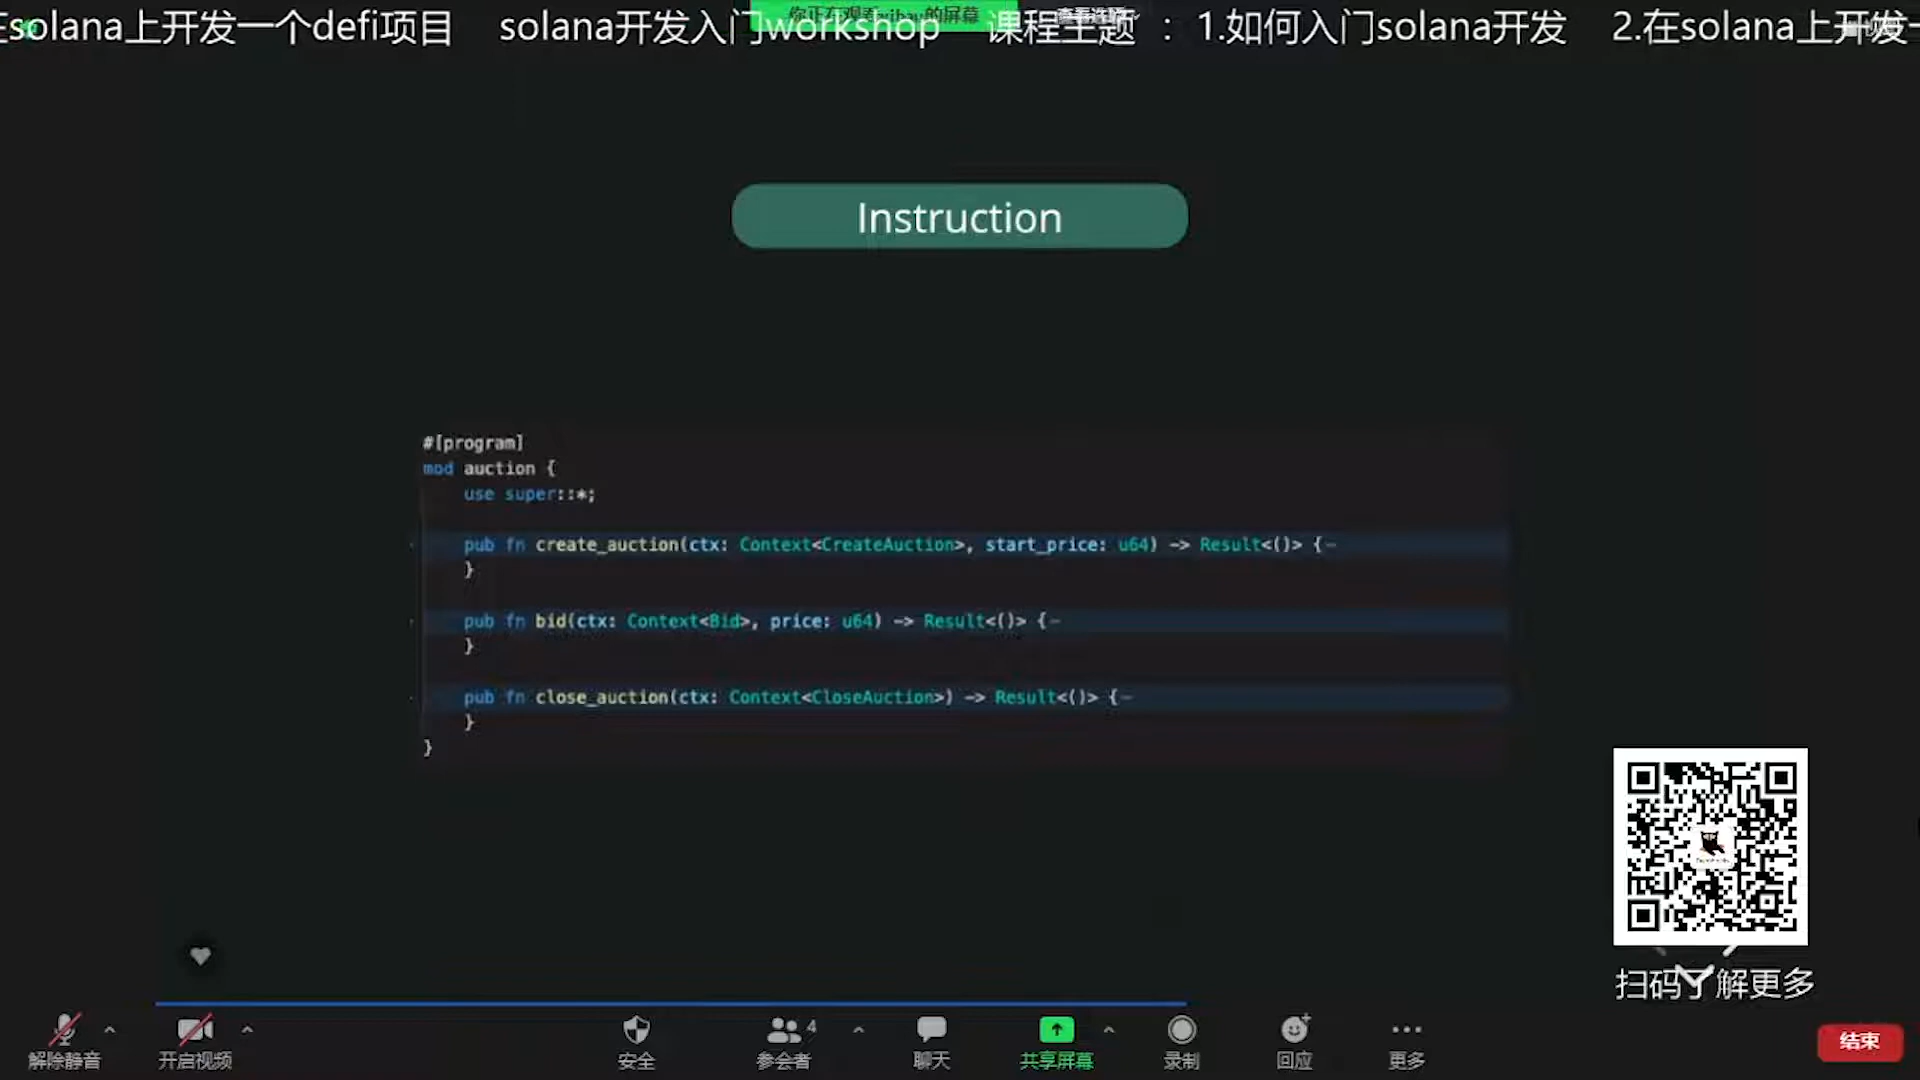 在solana上开发一个defi项目 solana开发入门workshop 课程主题 ： 1.如何入门solana开发 2.在solana上开发一
的屏幕
Instruction
#[program]
mod auction {
use super::*;
pub fn create_auction(ctx: Context<CreateAuction>, start_price: u64) -> Result<()> {
}
pub fn bid(ctx: Context<Bid>, price: u64) -> Result<()> {
}
pub fn close_auction(ctx: Context<CloseAuction>) -> Result<()> {
}
}
扫码了解更多
解除静音 开启视频 安全 参会者 4 聊天 共享屏幕 录制 回应 更多 结束